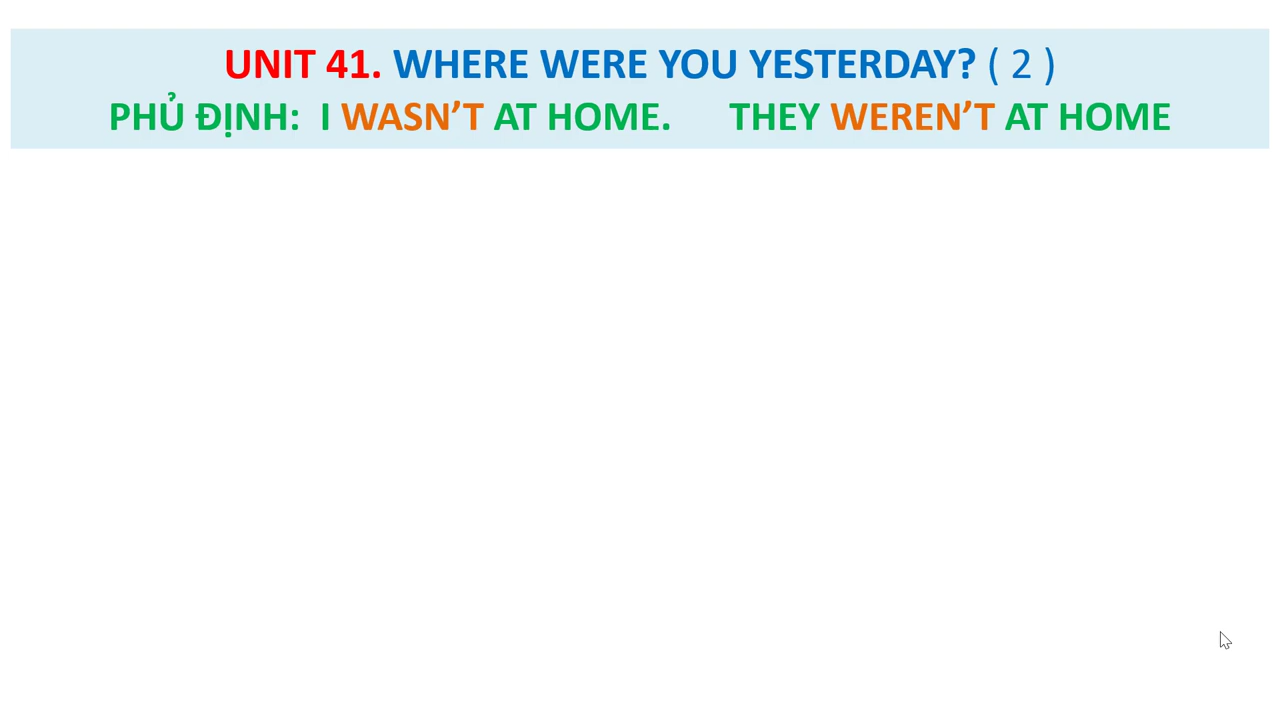 UNIT 41. WHERE WERE YOU YESTERDAY? ( 2 )
PHỦ ĐỊNH: I WASN’T AT HOME. THEY WEREN’T AT HOME